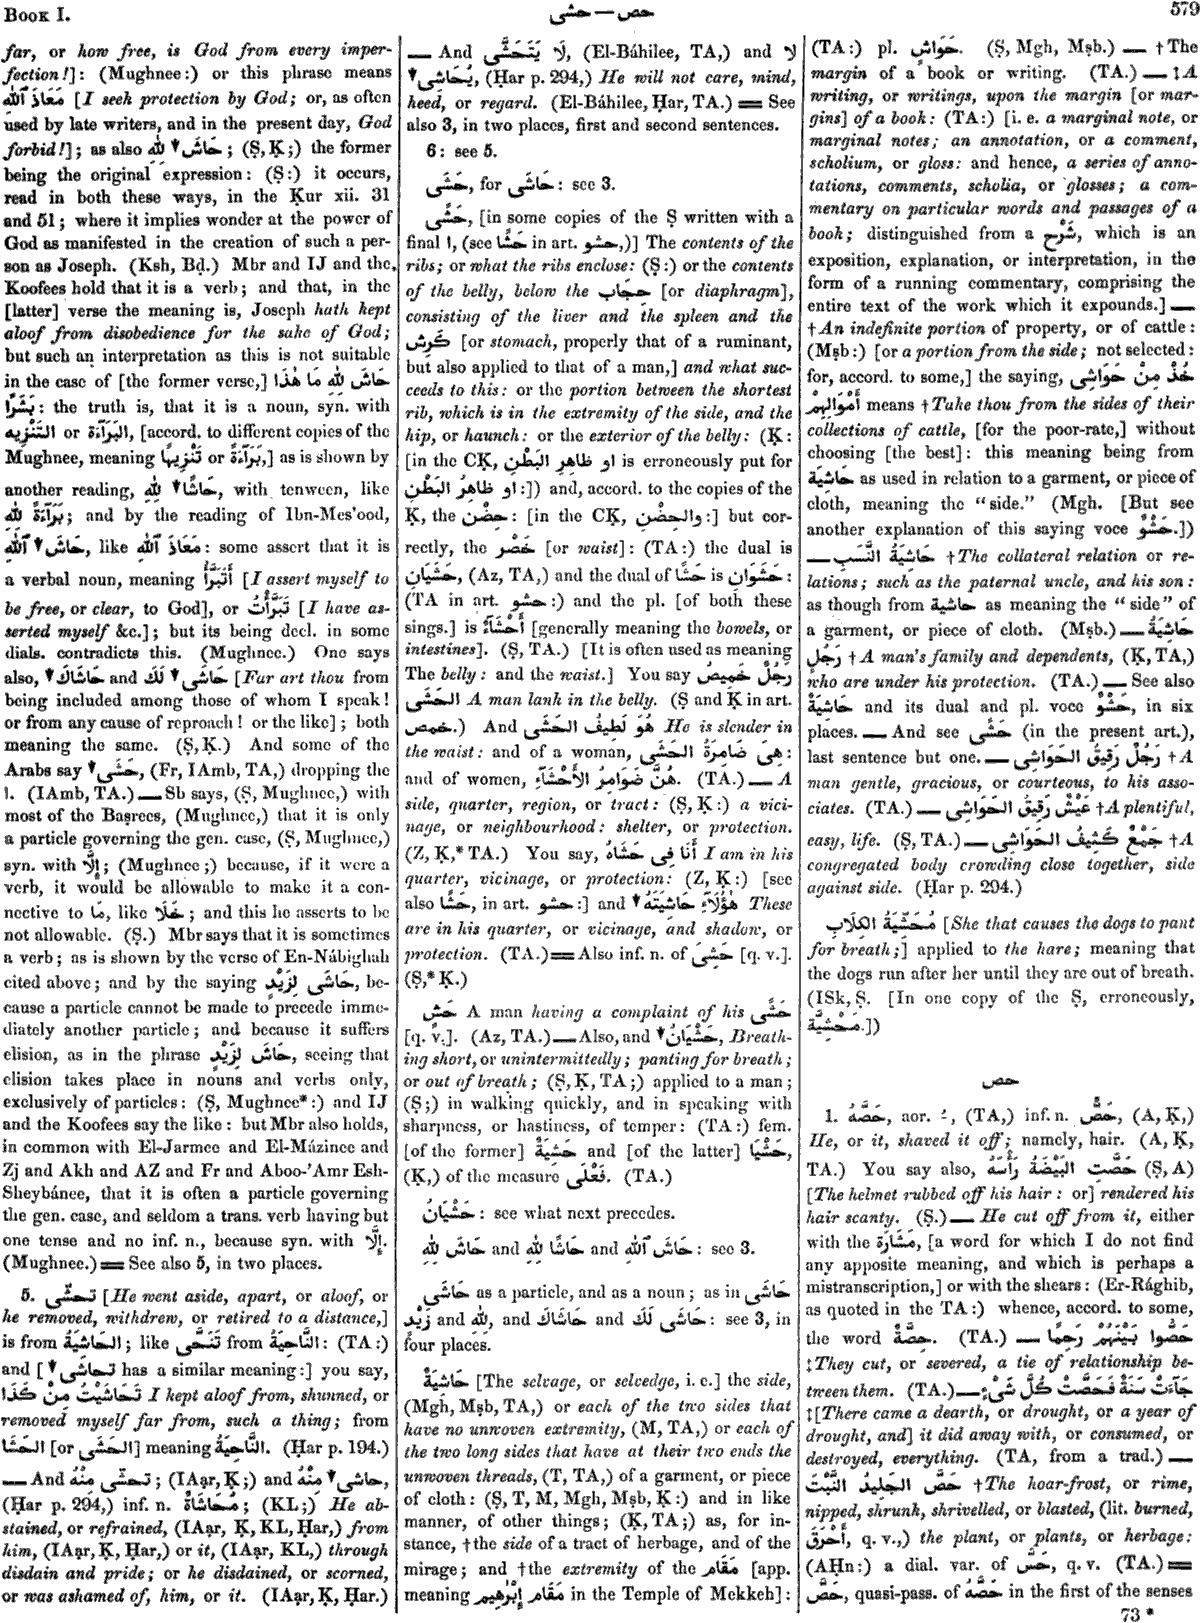 BOOK I.
حص — حشى
579
far, or how free, is God from every imper-
fection!]: (Mughnee:) or this phrase means
مَعَاذَ ٱللّٰهِ [I seek protection by God; or, as often
used by late writers, and in the present day, God
forbid!]; as also حَاشَ لِلّٰهِ ; (Ṣ, Ḳ;) the former
being the original expression: (Ṣ:) it occurs,
read in both these ways, in the Ḳur xii. 31
and 51; where it implies wonder at the power of
God as manifested in the creation of such a per-
son as Joseph. (Ksh, Bḍ.) Mbr and IJ and the
Koofees hold that it is a verb; and that, in the
[latter] verse the meaning is, Joseph hath kept
aloof from disobedience for the sake of God;
but such an interpretation as this is not suitable
in the case of [the former verse,] حَاشَ لِلّٰهِ مَا هٰذَا
بَشَرًا: the truth is, that it is a noun, syn. with
البَرَآءَة or التَّنْزِيه, [accord. to different copies of the
Mughnee, meaning بَرَآءَةً or تَنْزِيهًا,] as is shown by
another reading, حَاشًا▼ لِلّٰهِ, with tenween, like
بَرَآءَةً لِلّٰهِ; and by the reading of Ibn-Mes'ood,
حَاشَ▼ ٱللّٰهِ, like مَعَاذَ ٱللّٰهِ: some assert that it is
a verbal noun, meaning أَتَبَرَّأُ [I assert myself to
be free, or clear, to God], or تَبَرَّأْتُ [I have as-
serted myself &c.]; but its being decl. in some
dials. contradicts this. (Mughnee.) One says
also, حَاشَاكَ▼ and حَاشَى▼ لَكَ [Far art thou from
being included among those of whom I speak!
or from any cause of reproach! or the like]; both
meaning the same. (Ṣ, Ḳ.) And some of the
Arabs say حَشَى▼, (Fr, IAmb, TA,) dropping the
ا. (IAmb, TA.) — Sb says, (Ṣ, Mughnee,) with
most of the Baṣrees, (Mughnee,) that it is only
a particle governing the gen. case, (Ṣ, Mughnee,)
syn. with إِلَّا; (Mughnee;) because, if it were a
verb, it would be allowable to make it a con-
nective to مَا, like خَلَا ; and this he asserts to be
not allowable. (Ṣ.) Mbr says that it is sometimes
a verb; as is shown by the verse of En-Nábighah
cited above; and by the saying حَاشَى لِزَيْدٍ, be-
cause a particle cannot be made to precede imme-
diately another particle; and because it suffers
elision, as in the phrase حَاشَ لِزَيْدٍ, seeing that
elision takes place in nouns and verbs only,
exclusively of particles: (Ṣ, Mughnee*:) and IJ
and the Koofees say the like: but Mbr also holds,
in common with El-Jarmee and El-Mázinee and
Zj and Akh and AZ and Fr and Aboo-'Amr Esh-
Sheybánee, that it is often a particle governing
the gen. case, and seldom a trans. verb having but
one tense and no inf. n., because syn. with إِلَّا.
(Mughnee.) ═ See also 5, in two places.
5. تحشّى [He went aside, apart, or aloof, or
he removed, withdrew, or retired to a distance,]
is from الحَاشِيَةُ; like تَنَحَّى from النَّاحِيَةُ: (TA:)
and [تحاشى▼ has a similar meaning:] you say,
تَحَاشَيْتُ مِنْ كَذَا I kept aloof from, shunned, or
removed myself far from, such a thing; from
الحَشَا [or الحَشَى] meaning النَّاحِيَةُ. (Ḥar p. 194.)
— And تحشّى مِنْهُ; (IAạr, Ḳ;) and حاشى▼ مِنْهُ,
(Ḥar p. 294,) inf. n. مُحَاشَاةٌ; (KL;) He ab-
stained, or refrained, (IAạr, Ḳ, KL, Ḥar,) from
him, (IAạr, Ḳ, Ḥar,) or it, (IAạr, KL,) through
disdain and pride; or he disdained, or scorned,
or was ashamed of, him, or it. (IAạr, Ḳ, Ḥar.)
— And لَا يَتَحَشَّى, (El-Báhilee, TA,) and لا
يُحَاشِى▼, (Ḥar p. 294,) He will not care, mind,
heed, or regard. (El-Báhilee, Ḥar, TA.) ═ See
also 3, in two places, first and second sentences.
6: see 5.
حَشَى, for حَاشَى: see 3.
حَشًى, [in some copies of the Ṣ written with a
final ا, (see حَشًا in art. حشو,)] The contents of the
ribs; or what the ribs enclose: (Ṣ:) or the contents
of the belly, below the حِجَاب [or diaphragm],
consisting of the liver and the spleen and the
كَرِش [or stomach, properly that of a ruminant,
but also applied to that of a man,] and what suc-
ceeds to this: or the portion between the shortest
rib, which is in the extremity of the side, and the
hip, or haunch: or the exterior of the belly: (Ḳ:
[in the CḲ, او ظاهِرِ البَطْنِ is erroneously put for
او ظاهِرُ البَطْنِ:]) and, accord. to the copies of the
Ḳ, the حِضْن: [in the CḲ, والحِضْنِ:] but cor-
rectly, the خَصْر [or waist]: (TA:) the dual is
حَشَيَانِ, (Az, TA,) and the dual of حَشًا is حَشَوَانِ:
(TA in art. حشو:) and the pl. [of both these
sings.] is أَحْشَآءٌ [generally meaning the bowels, or
intestines]. (Ṣ, TA.) [It is often used as meaning
The belly: and the waist.] You say رَجُلٌ خَمِيصُ
الحَشَى A man lank in the belly. (Ṣ and Ḳ in art.
خمص.) And هُوَ لَطِيفُ الحَشَى He is slender in
the waist: and of a woman, هِىَ ضَامِرَةُ الحَشَى:
and of women, هُنَّ ضَوَامِرُ الأَحْشَآءِ. (TA.) — A
side, quarter, region, or tract: (Ṣ, Ḳ:) a vici-
nage, or neighbourhood: shelter, or protection.
(Z, Ḳ,* TA.) You say, أَنَا فِى حَشَاهُ I am in his
quarter, vicinage, or protection: (Z, Ḳ:) [see
also حَشًا, in art. حشو:] and هٰؤُلَآءِ حَاشِيَتَهُ▼ These
are in his quarter, or vicinage, and shadow, or
protection. (TA.) ═ Also inf. n. of حَشِىَ [q. v.].
(Ṣ,* Ḳ.)
حَشٍ A man having a complaint of his حَشًى
[q. v.]. (Az, TA.) — Also, and حَشْيَانُ▼, Breath-
ing short, or unintermittedly; panting for breath;
or out of breath; (Ṣ, Ḳ, TA;) applied to a man;
(Ṣ;) in walking quickly, and in speaking with
sharpness, or hastiness, of temper: (TA:) fem.
[of the former] حَشِيَةٌ and [of the latter] حَشْيَا,
(Ḳ,) of the measure فَعْلَى. (TA.)
حَشْيَانُ: see what next precedes.
حَاشَ ٱللّٰهِ and حَاشًا لِلّٰهِ and حَاشَ لِلّٰهِ: see 3.
حَاشَى as a particle, and as a noun; as in حَاشَى
زَيْدٍ and لِلّٰهِ, and حَاشَاكَ and حَاشَى لَكَ: see 3, in
four places.
حَاشِيَةٌ [The selvage, or selvedge, i. e.] the side,
(Mgh, Mṣb, TA,) or each of the two sides that
have no unwoven extremity, (M, TA,) or each of
the two long sides that have at their two ends the
unwoven threads, (T, TA,) of a garment, or piece
of cloth: (Ṣ, T, M, Mgh, Mṣb, Ḳ:) and in like
manner, of other things; (Ḳ, TA;) as, for in-
stance, †the side of a tract of herbage, and of the
mirage; and †the extremity of the مَقَام [app.
meaning مَقَام إِبْرٰهِيم in the Temple of Mekkeh]:
(TA:) pl. حَوَاشٍ. (Ṣ, Mgh, Mṣb.) — †The
margin of a book or writing. (TA.) — ‡A
writing, or writings, upon the margin [or mar-
gins] of a book: (TA:) [i. e. a marginal note, or
marginal notes; an annotation, or a comment,
scholium, or gloss: and hence, a series of anno-
tations, comments, scholia, or glosses; a com-
mentary on particular words and passages of a
book; distinguished from a شَرْح, which is an
exposition, explanation, or interpretation, in the
form of a running commentary, comprising the
entire text of the work which it expounds.] —
†An indefinite portion of property, or of cattle:
(Mṣb:) [or a portion from the side; not selected:
for, accord. to some,] the saying, خُذْ مِنْ حَوَاشِى
أَمْوَالِهِمْ means †Take thou from the sides of their
collections of cattle, [for the poor-rate,] without
choosing [the best]: this meaning being from
حَاشِيَة as used in relation to a garment, or piece of
cloth, meaning the “side.” (Mgh. [But see
another explanation of this saying voce حَشْوٌ.])
— حَاشِيَةُ النَّسَبِ †The collateral relation or re-
lations; such as the paternal uncle, and his son:
as though from حاشية as meaning the “side” of
a garment, or piece of cloth. (Mṣb.) — حَاشِيَةُ
رَجُلٍ †A man's family and dependents, (Ḳ, TA,)
who are under his protection. (TA.) — See also
حَاشِيَةٌ and its dual and pl. voce حَشْوٌ, in six
places. — And see حَشًى (in the present art.),
last sentence but one. — رَجُلٌ رَقِيقُ الحَوَاشِى †A
man gentle, gracious, or courteous, to his asso-
ciates. (TA.) — عَيْشٌ رَقِيقُ الحَوَاشِى †A plentiful,
easy, life. (Ṣ, TA.) — جَمْعٌ كَثِيفُ الحَوَاشِى †A
congregated body crowding close together, side
against side. (Ḥar p. 294.)
مُحَشِّيَةُ الكِلَابِ [She that causes the dogs to pant
for breath;] applied to the hare; meaning that
the dogs run after her until they are out of breath.
(ISk, Ṣ. [In one copy of the Ṣ, erroneously,
مَحْشِيَّة.])
حص
1. حَصَّهُ, aor. ‍ُ , (TA,) inf. n. حَصٌّ, (A, Ḳ,)
He, or it, shaved it off; namely, hair. (A, Ḳ,
TA.) You say also, حَصَّتِ البَيْضَةُ رَأْسَهُ (Ṣ, A)
[The helmet rubbed off his hair: or] rendered his
hair scanty. (Ṣ.) — He cut off from it, either
with the مَشَارَة, [a word for which I do not find
any apposite meaning, and which is perhaps a
mistranscription,] or with the shears: (Er-Rághib,
as quoted in the TA:) whence, accord. to some,
the word حِصَّةٌ. (TA.) — حَصُّوا بَيْنَهُمْ رَحِمًا
‡They cut, or severed, a tie of relationship be-
tween them. (TA.) — جَآءَتْ سَنَةٌ فَحَصَّتْ كُلَّ شَىْءٍ
‡[There came a dearth, or drought, or a year of
drought, and] it did away with, or consumed, or
destroyed, everything. (TA, from a trad.) —
حَصَّ الجَلِيدُ النَّبْتَ †The hoar-frost, or rime,
nipped, shrunk, shrivelled, or blasted, (lit. burned,
أَحْرَقَ, q. v.,) the plant, or plants, or herbage:
(AḤn:) a dial. var. of حَسَّ, q. v. (TA.) ═
حَصَّ, quasi-pass. of حَصَّهُ in the first of the senses
73 *